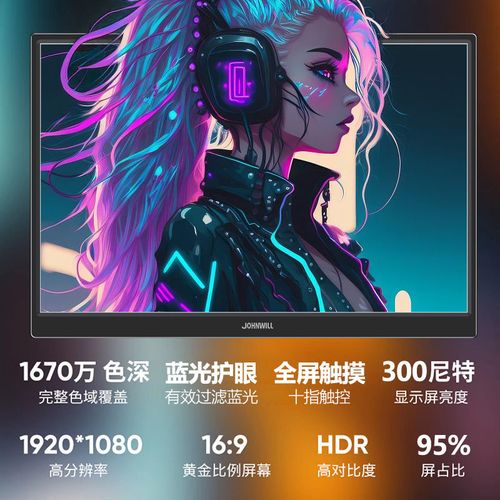 JOHNWILL
1670万 色深 蓝光护眼 全屏触摸 300尼特
完整色域覆盖 有效过滤蓝光 十指触控 显示屏亮度
1920*1080 16:9 HDR 95%
高分辨率 黄金比例屏幕 高对比度 屏占比